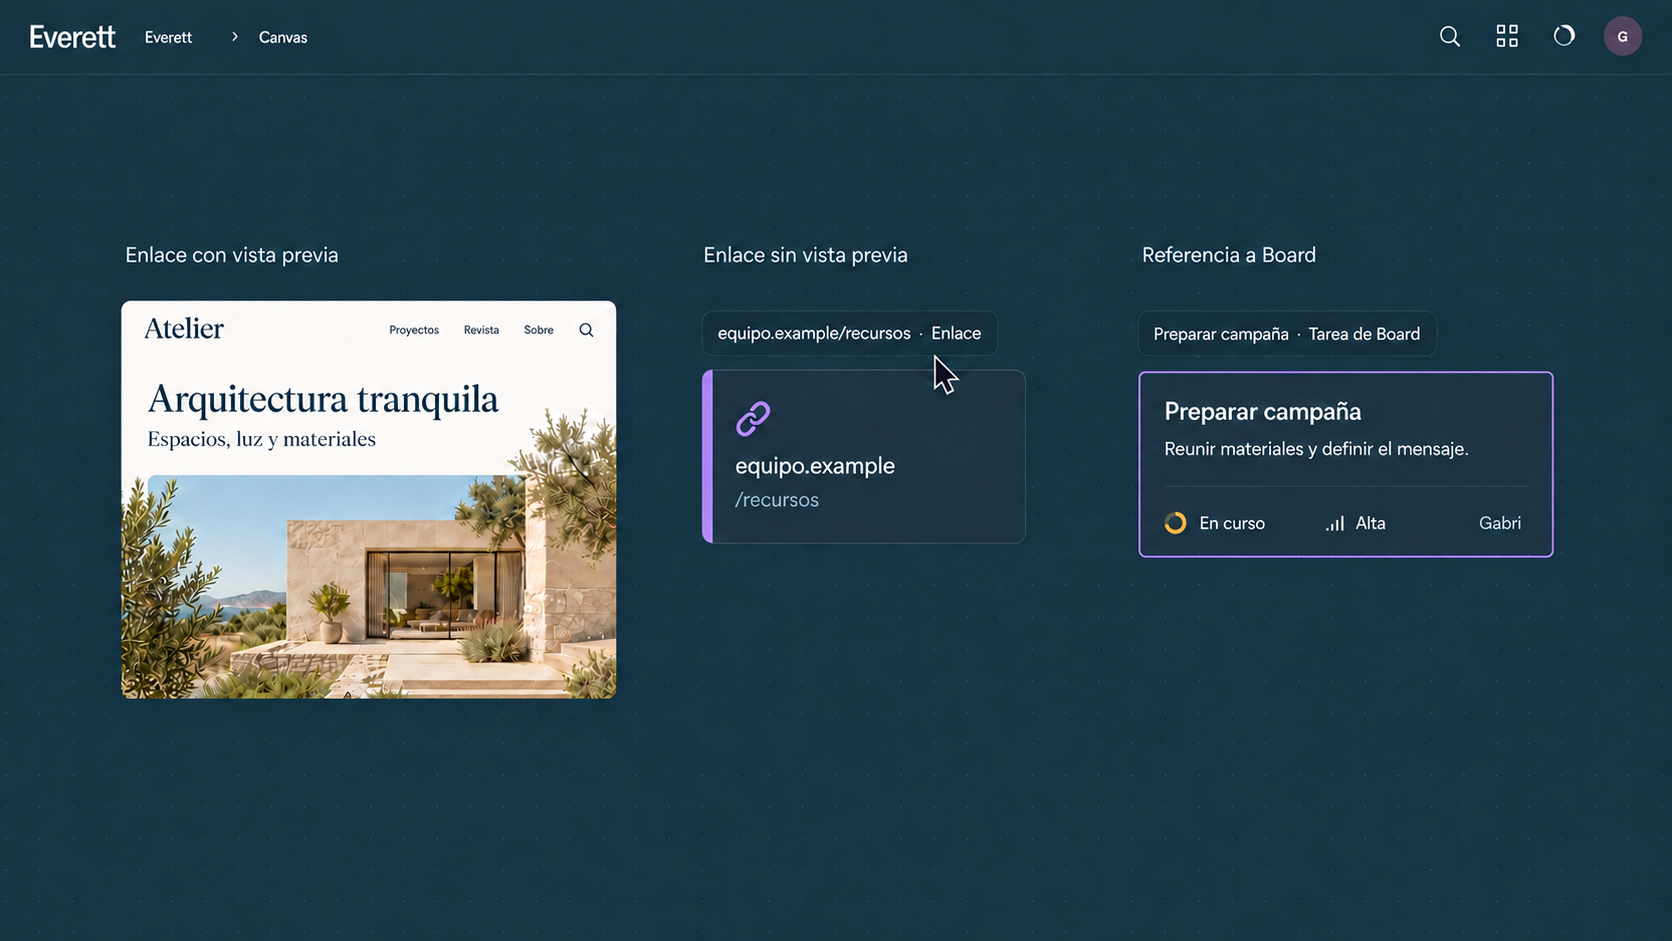 Everett
Everett > Canvas
G
Enlace con vista previa
Atelier
Proyectos Revista Sobre
Arquitectura tranquila
Espacios, luz y materiales
Enlace sin vista previa
equipo.example/recursos · Enlace
equipo.example
/recursos
Referencia a Board
Preparar campaña · Tarea de Board
Preparar campaña
Reunir materiales y definir el mensaje.
En curso Alta Gabri